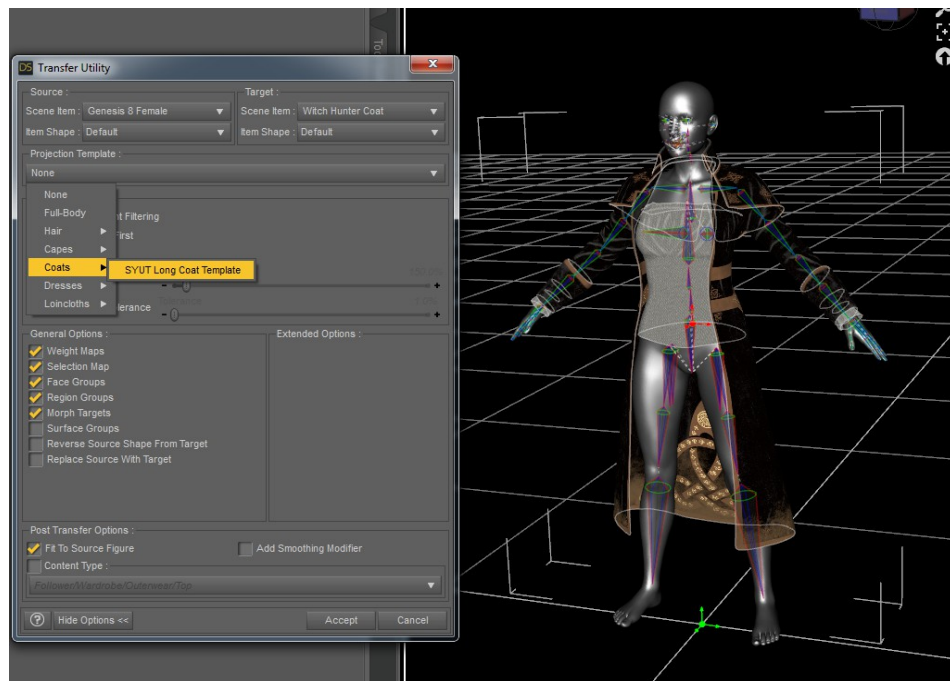 Too
DS Transfer Utility
Source :
Target :
Scene Item : Genesis 8 Female
Scene Item : Witch Hunter Coat
Item Shape : Default
Item Shape : Default
Projection Template :
None
None
Full-Body
Hair
Capes
Coats
Dresses
Loincloths
SYUT Long Coat Template
t Filtering
First
erance
General Options :
Extended Options :
Weight Maps
Selection Map
Face Groups
Region Groups
Morph Targets
Surface Groups
Reverse Source Shape From Target
Replace Source With Target
Post Transfer Options :
Fit To Source Figure
Add Smoothing Modifier
Content Type :
Follower/Wardrobe/Outerwear/Top
? Hide Options <<
Accept
Cancel